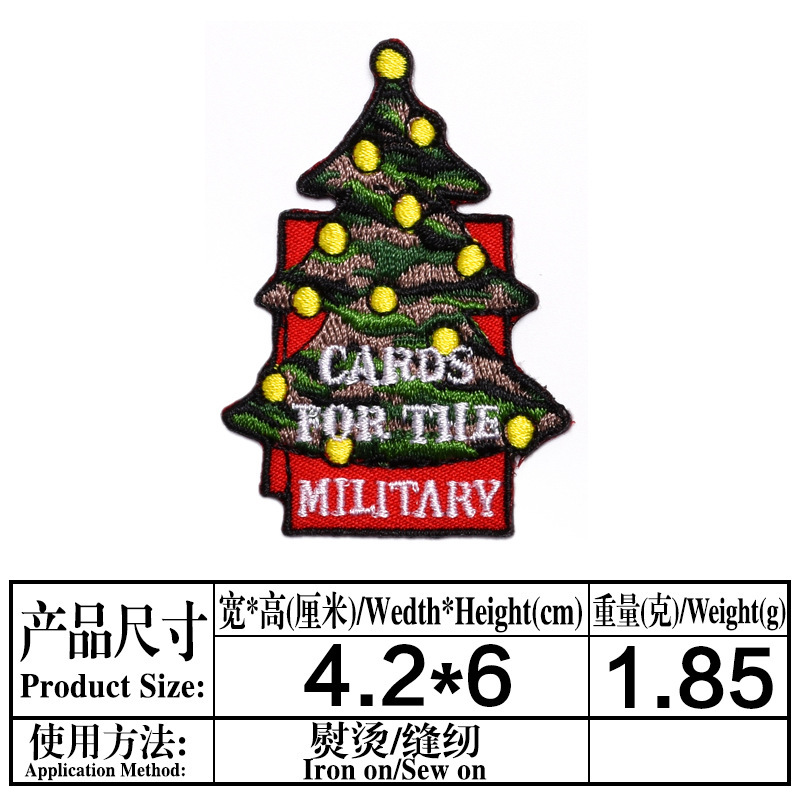 CARDS
FOR THE
MILITARY
产品尺寸
Product Size:
宽*高(厘米)/Wedth*Height(cm)
4.2*6
重量(克)/Weight(g)
1.85
使用方法:
Application Method:
熨烫/缝纫
Iron on/Sew on